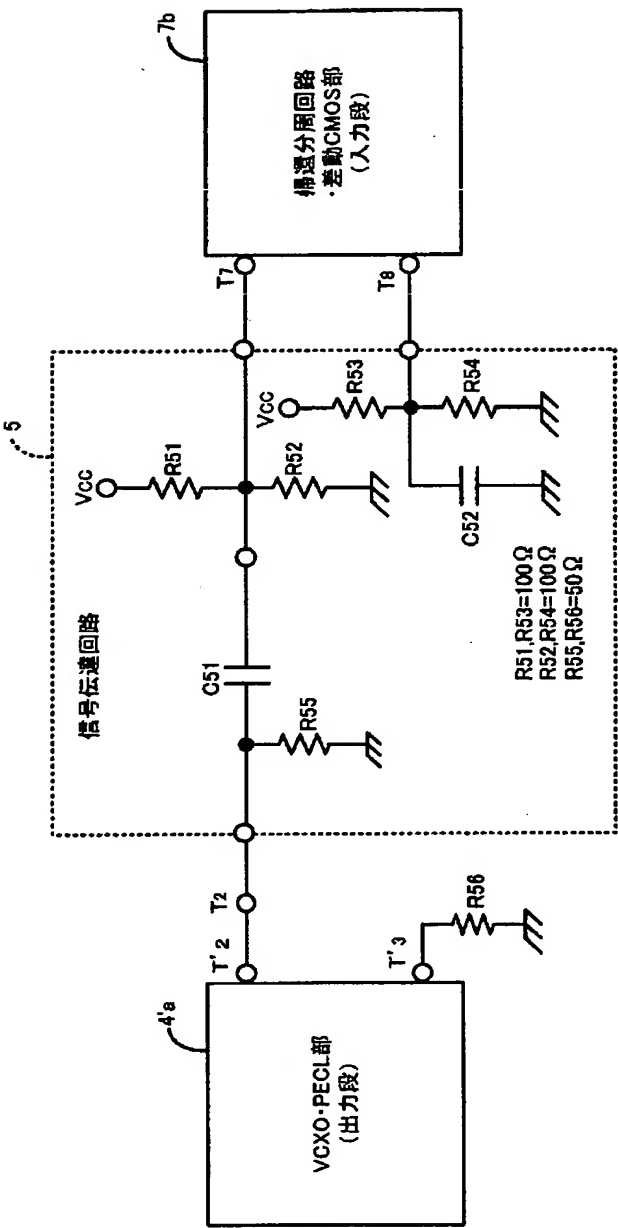 5
信号伝達回路
4'a
VCXO・PECL部
(出力段)
T'2
T2
T'3
R56
R55
C51
Vcc
R51
R52
Vcc
R53
R54
C52
R51,R53=100Ω
R52,R54=100Ω
R55,R56=50Ω
T7
T8
7b
帰還分周回路
・差動CMOS部
(入力段)